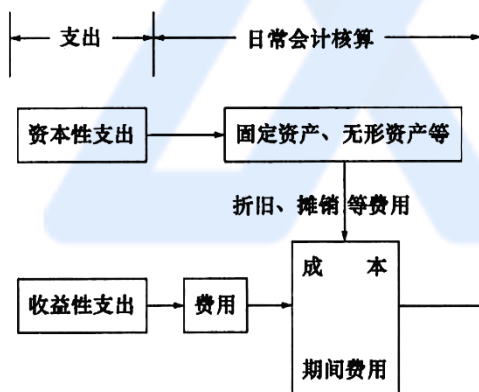 支出
日常会计核算
资本性支出
固定资产、无形资产等
折旧、摊销等费用
成 本
收益性支出
费用
期间费用